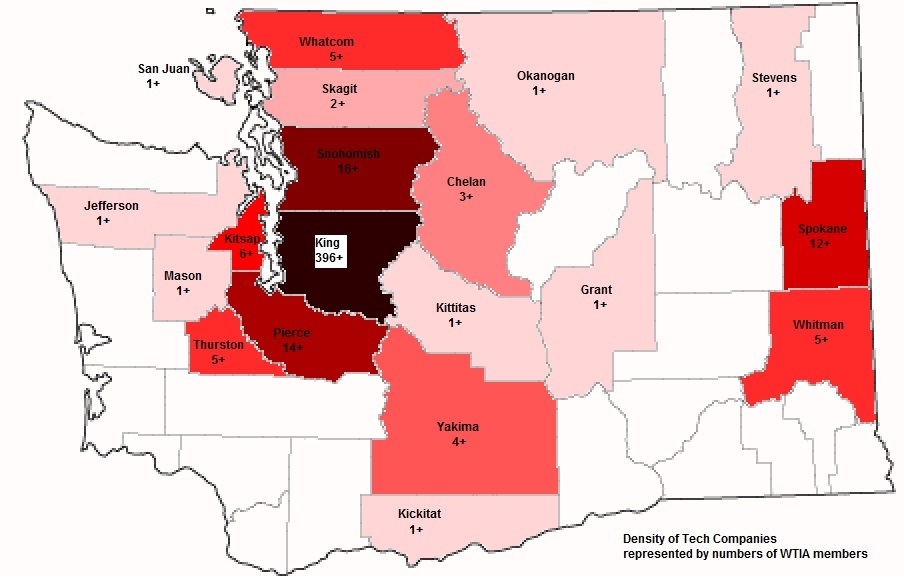 Whatcom
5+
San Juan
1+
Skagit
2+
Okanogan
1+
Stevens
1+
Snohomish
16+
Chelan
3+
Jefferson
1+
Kitsap
6+
King
396+
Spokane
12+
Mason
1+
Kittitas
1+
Grant
1+
Whitman
5+
Thurston
5+
Pierce
14+
Yakima
4+
Kickitat
1+
Density of Tech Companies
represented by numbers of WTIA members